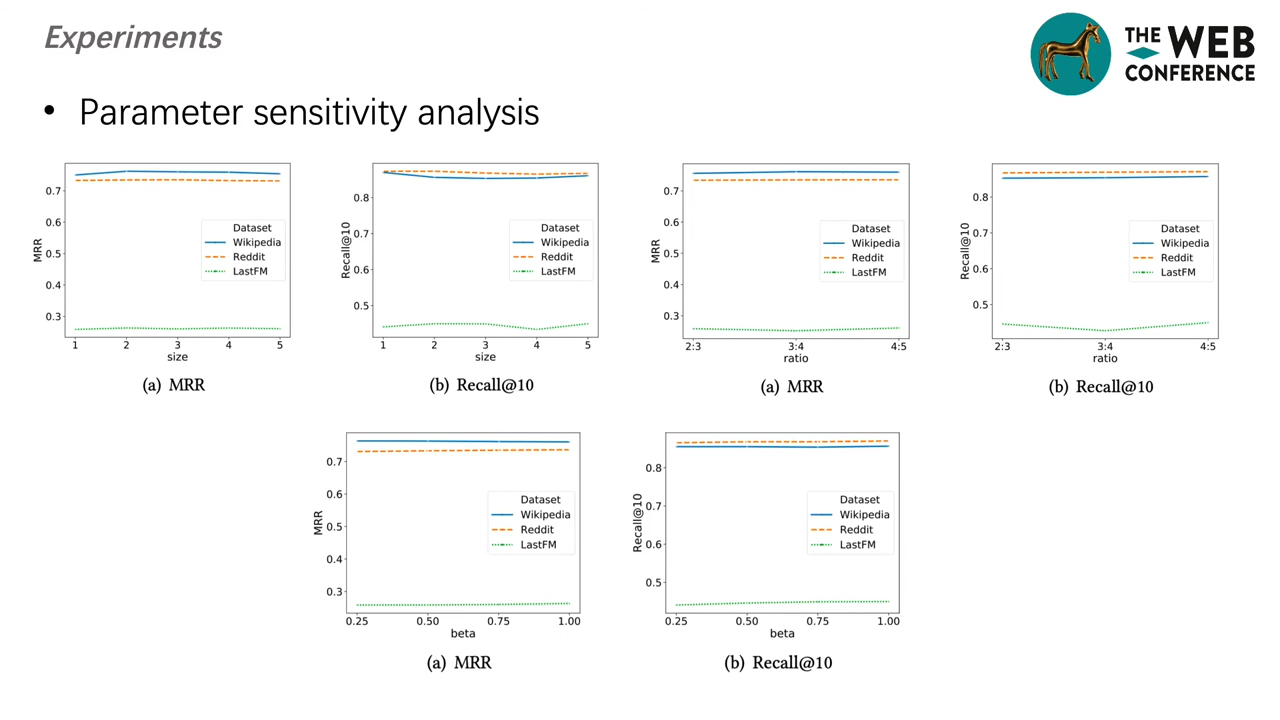 Experiments
THE WEB
CONFERENCE
• Parameter sensitivity analysis
0.7
0.6
0.5
0.4
0.3
MRR
Dataset
Wikipedia
Reddit
LastFM
1 2 3 4 5
size
(a) MRR
0.8
0.7
0.6
0.5
Recall@10
Dataset
Wikipedia
Reddit
LastFM
1 2 3 4 5
size
(b) Recall@10
0.7
0.6
0.5
0.4
0.3
MRR
Dataset
Wikipedia
Reddit
LastFM
2:3 3:4 4:5
ratio
(a) MRR
0.8
0.7
0.6
0.5
Recall@10
Dataset
Wikipedia
Reddit
LastFM
2:3 3:4 4:5
ratio
(b) Recall@10
0.7
0.6
0.5
0.4
0.3
MRR
Dataset
Wikipedia
Reddit
LastFM
0.25 0.50 0.75 1.00
beta
(a) MRR
0.8
0.7
0.6
0.5
Recall@10
Dataset
Wikipedia
Reddit
LastFM
0.25 0.50 0.75 1.00
beta
(b) Recall@10